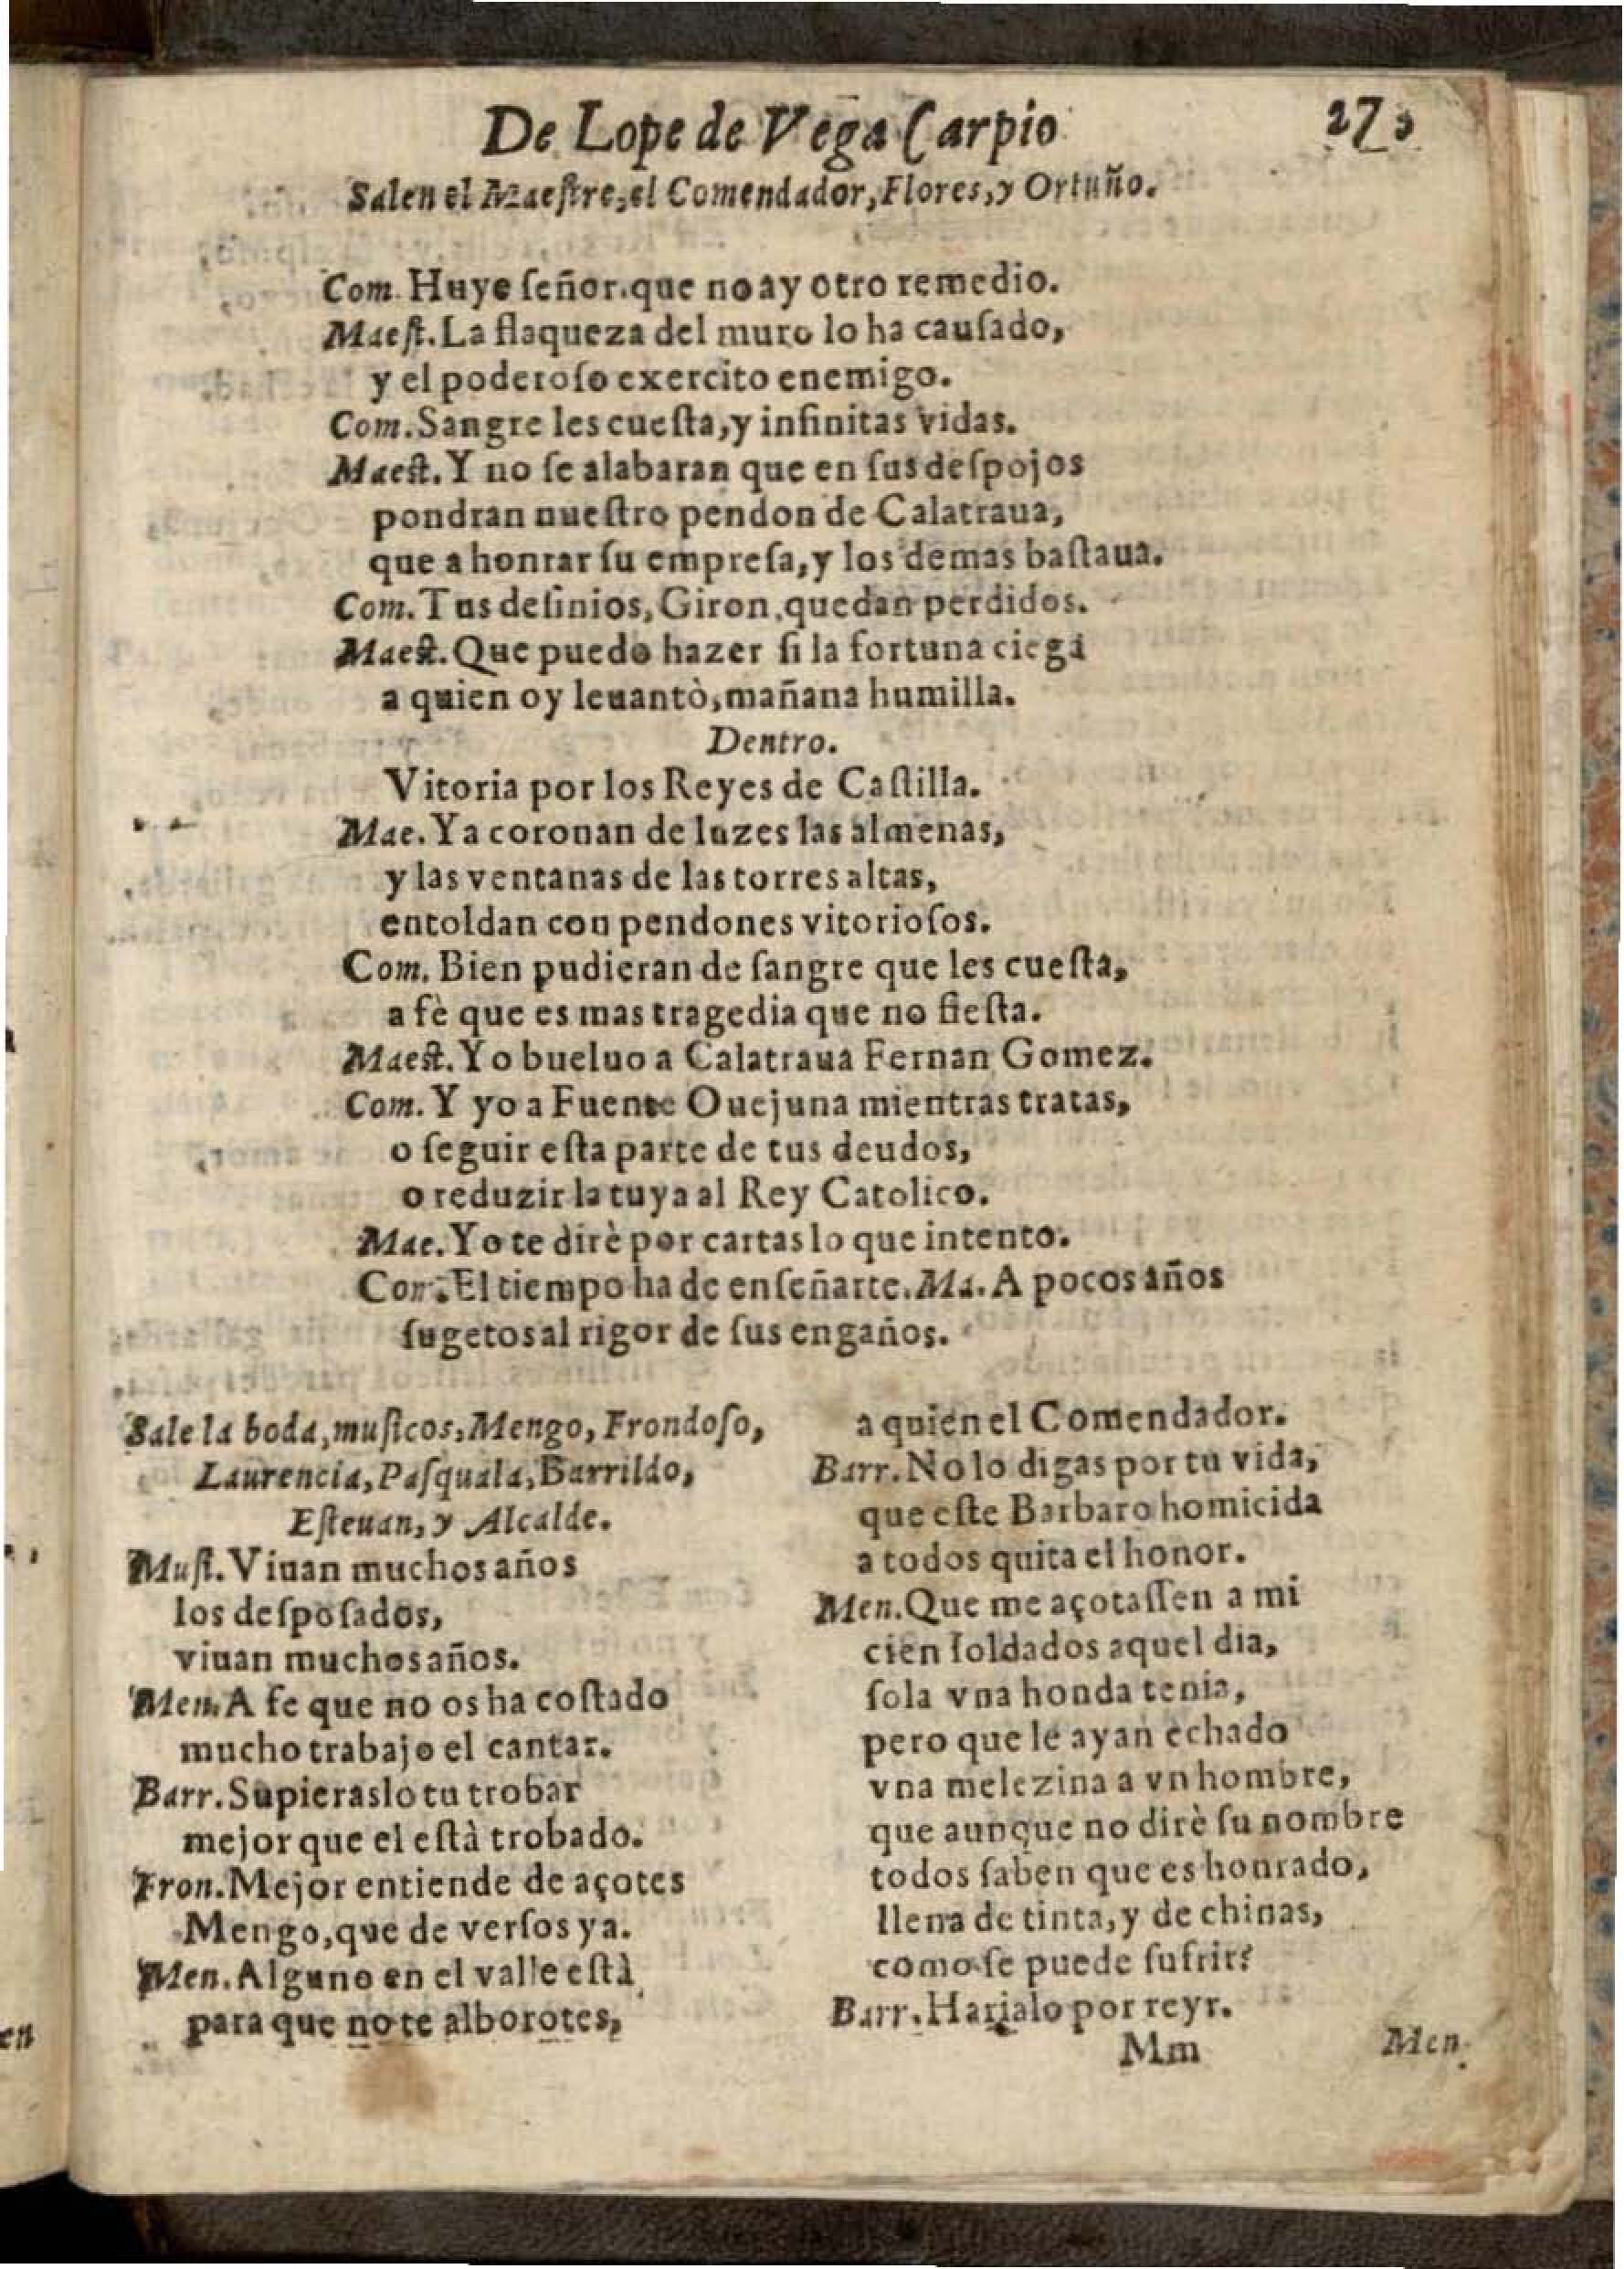 De Lope de Vega Carpio 273
Salen el Maeſtre, el Comendador, Flores, y Ortuño.
Com. Huye ſeñor. que no ay otro remedio.
Maeſt. La flaqueza del muro lo ha cauſado,
y el poderoſo exercito enemigo.
Com. Sangre les cueſta, y infinitas vidas.
Maeſt. Y no ſe alabaran que en ſus deſpojos
pondran nueſtro pendon de Calatraua,
que a honrar ſu empreſa, y los demas baſtaua.
Com. Tus deſinios, Giron, quedan perdidos.
Maeſt. Que puedo hazer ſi la fortuna ciega
a quien oy leuantò, mañana humilla.
Dentro.
Vitoria por los Reyes de Caſtilla.
Mae. Ya coronan de luzes las almenas,
y las ventanas de las torres altas,
entoldan con pendones vitorioſos.
Com. Bien pudieran de ſangre que les cueſta,
a fè que es mas tragedia que no fieſta.
Maeſt. Yo bueluo a Calatraua Fernan Gomez.
Com. Y yo a Fuente Ouejuna mientras tratas,
o ſeguir eſta parte de tus deudos,
o reduzir la tuya al Rey Catolico.
Mae. Yo te dirè por cartas lo que intento.
Com. El tiempo ha de enſeñarte. Ma. A pocos años
ſugetos al rigor de ſus engaños.
Sale la boda, muſicos, Mengo, Frondoſo,
Laurencia, Paſquala, Barrildo,
Eſteuan, y Alcalde.
Muſi. Viuan muchos años
los deſpoſados,
viuan muchos años.
Men. A fe que no os ha coſtado
mucho trabajo el cantar.
Barr. Supieraslo tu trobar
mejor que el eſtà trobado.
Fron. Mejor entiende de açotes
Mengo, que de verſos ya.
Men. Alguno en el valle eſtà
para que no te alborotes,
a quien el Comendador.
Barr. No lo digas por tu vida,
que eſte Barbaro homicida
a todos quita el honor.
Men. Que me açotaſſen a mi
cien ſoldados aquel dia,
ſola vna honda tenia,
pero que le ayan echado
vna melezina a vn hombre,
que aunque no dirè ſu nombre
todos ſaben que es honrado,
llena de tinta, y de chinas,
como ſe puede ſufrir?
Barr. Harialo por reyr.
Mm Men.
en